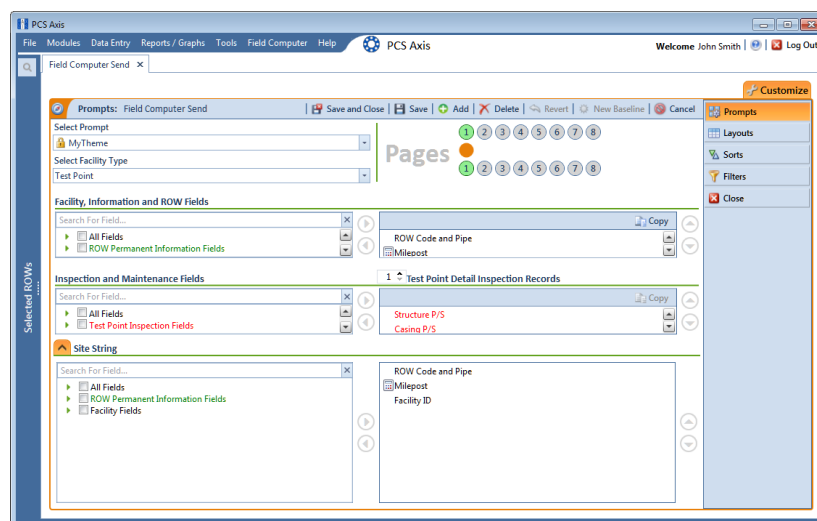 PCS Axis
File Modules Data Entry Reports / Graphs Tools Field Computer Help PCS Axis Welcome John Smith | Log Out
Field Computer Send ×
Customize
Prompts: Field Computer Send | Save and Close | Save | Add | Delete | Revert | New Baseline | Cancel
Prompts
Layouts
Sorts
Filters
Close
Select Prompt
MyTheme
Select Facility Type
Test Point
Pages
1 2 3 4 5 6 7 8
1 2 3 4 5 6 7 8
Facility, Information and ROW Fields
Search For Field...
All Fields
ROW Permanent Information Fields
Copy
ROW Code and Pipe
Milepost
Inspection and Maintenance Fields
1 Test Point Detail Inspection Records
Search For Field...
All Fields
Test Point Inspection Fields
Copy
Structure P/S
Casing P/S
Site String
Search For Field...
All Fields
ROW Permanent Information Fields
Facility Fields
ROW Code and Pipe
Milepost
Facility ID
Selected ROWs